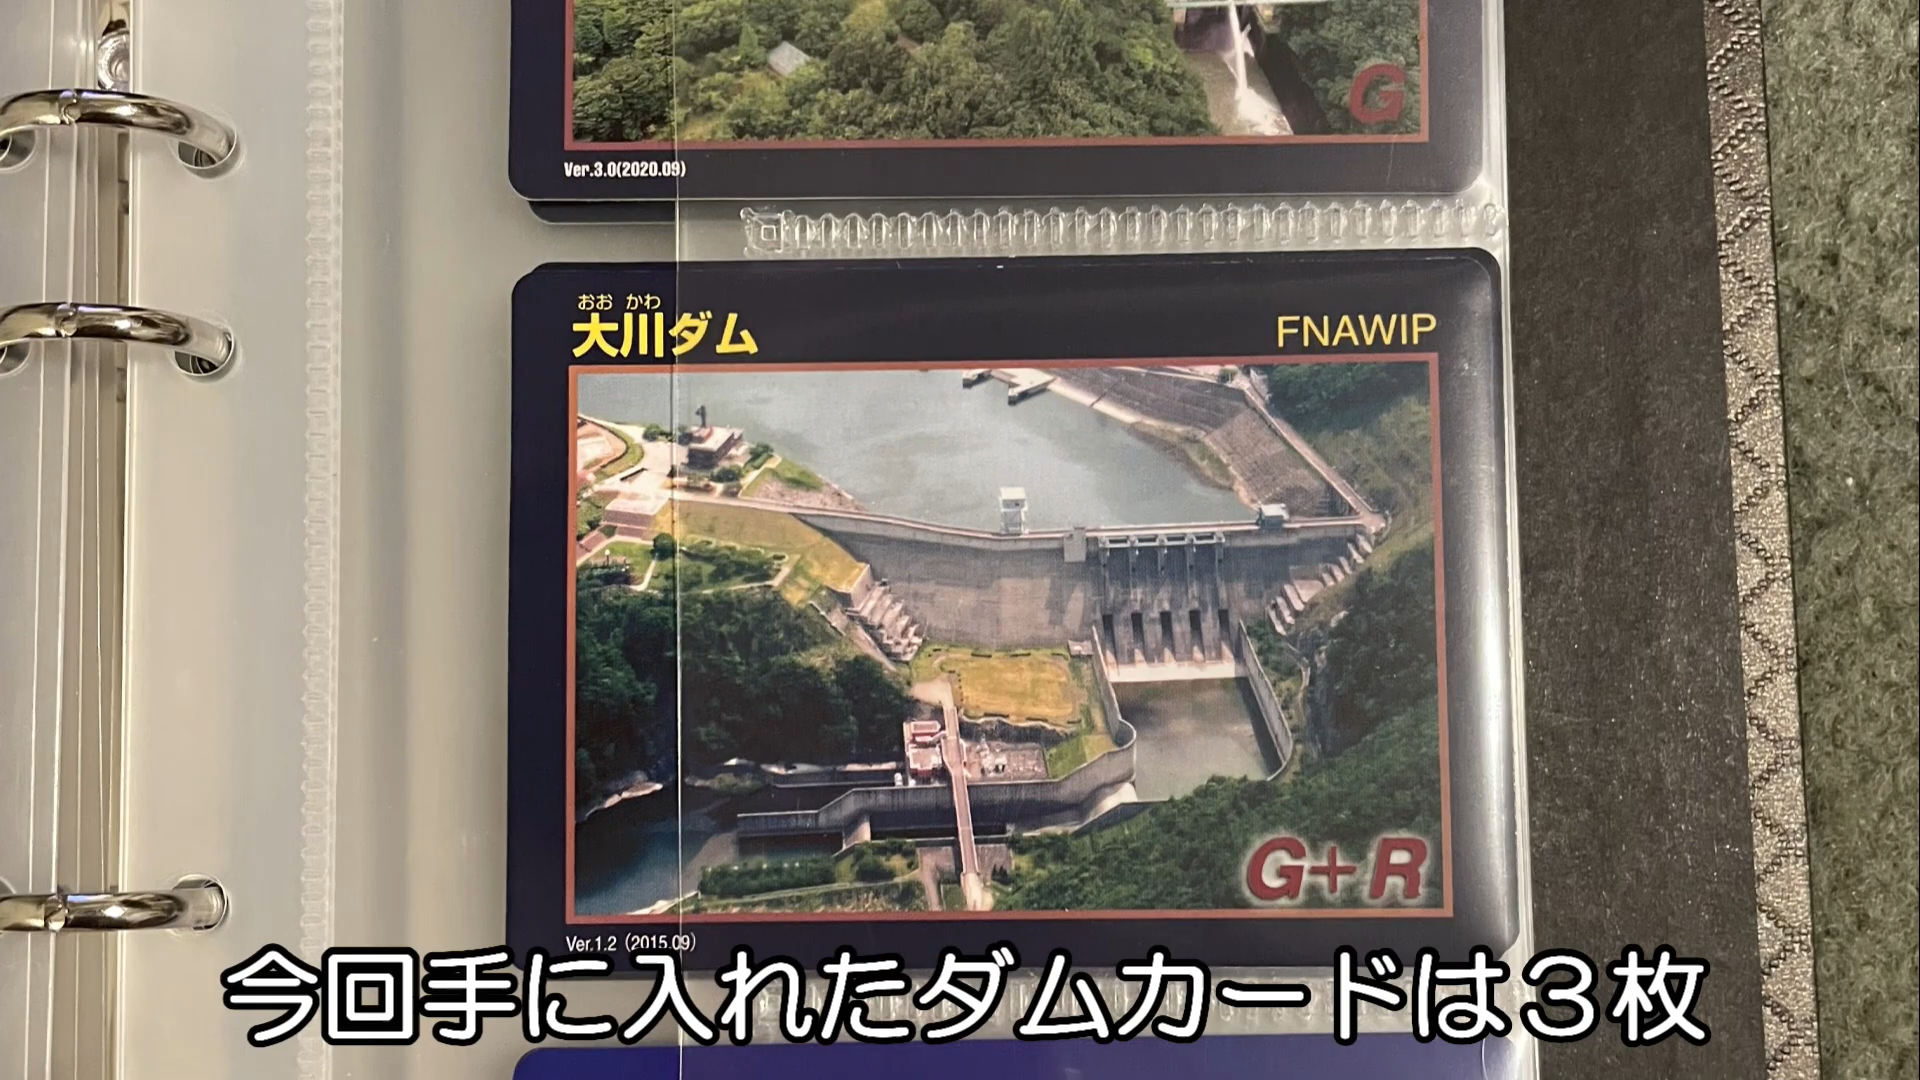 G
Ver.3.0(2020.09)
おお かわ
大川ダム
FNAWIP
G+R
Ver.1.2（2015.09）
今回手に入れたダムカードは３枚